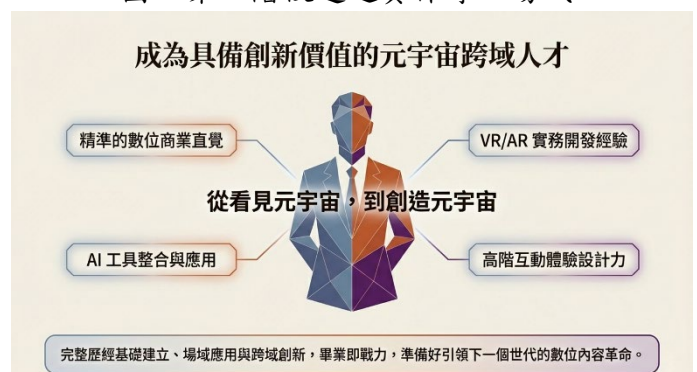 成為具備創新價值的元宇宙跨域人才
精準的數位商業直覺
VR/AR 實務開發經驗
從看見元宇宙,到創造元宇宙
AI 工具整合與應用
高階互動體驗設計力
完整歷經基礎建立、場域應用與跨域創新,畢業即戰力,準備好引領下一個世代的數位內容革命。